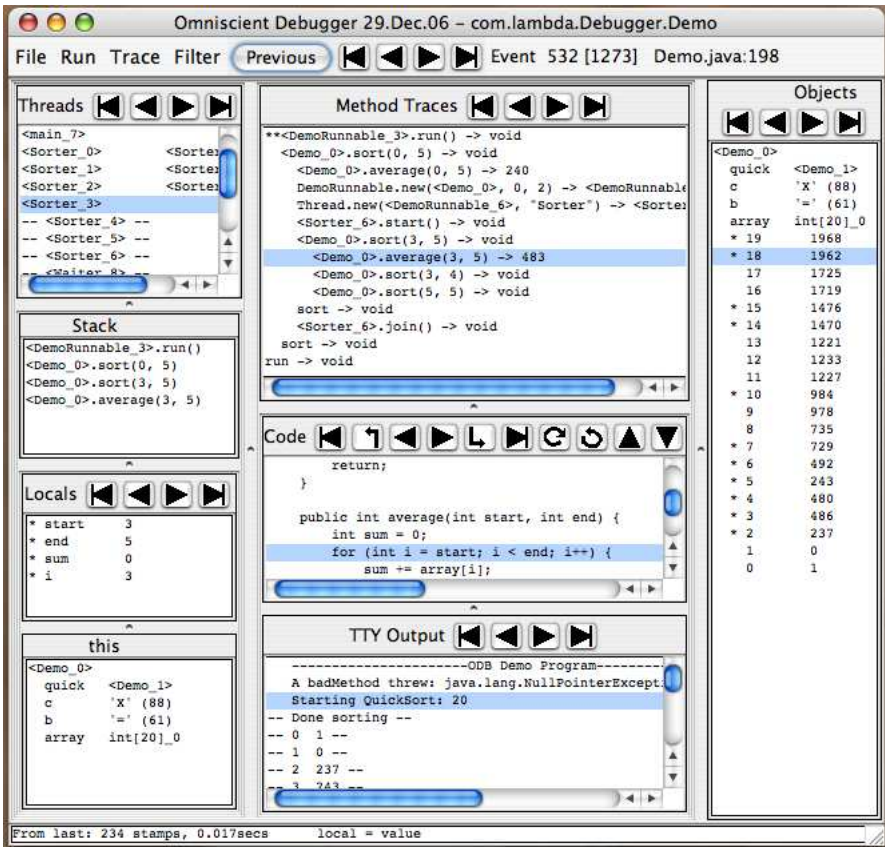 Omniscient Debugger 29.Dec.06 – com.lambda.Debugger.Demo
File Run Trace Filter Previous Event 532 [1273] Demo.java:198
Threads
<main_7>
<Sorter_0> <Sorter
<Sorter_1> <Sorter
<Sorter_2> <Sorter
<Sorter_3>
-- <Sorter_4> --
-- <Sorter_5> --
-- <Sorter_6> --
-- <Waiter_8> --
Stack
<DemoRunnable_3>.run()
<Demo_0>.sort(0, 5)
<Demo_0>.sort(3, 5)
<Demo_0>.average(3, 5)
Locals
* start 3
* end 5
* sum 0
* i 3
this
<Demo_0>
quick <Demo_1>
c 'X' (88)
b '=' (61)
array int[20]_0
Method Traces
**<DemoRunnable_3>.run() -> void
<Demo_0>.sort(0, 5) -> void
<Demo_0>.average(0, 5) -> 240
DemoRunnable.new(<Demo_0>, 0, 2) -> <DemoRunnable
Thread.new(<DemoRunnable_6>, "Sorter") -> <Sorter
<Sorter_6>.start() -> void
<Demo_0>.sort(3, 5) -> void
<Demo_0>.average(3, 5) -> 483
<Demo_0>.sort(3, 4) -> void
<Demo_0>.sort(5, 5) -> void
sort -> void
<Sorter_6>.join() -> void
sort -> void
run -> void
Code
return;
}
public int average(int start, int end) {
int sum = 0;
for (int i = start; i < end; i++) {
sum += array[i];
TTY Output
----------------------ODB Demo Program--------
A badMethod threw: java.lang.NullPointerExcepti
Starting QuickSort: 20
-- Done sorting --
-- 0 1 --
-- 1 0 --
-- 2 237 --
-- 3 243 --
Objects
<Demo_0>
quick <Demo_1>
c 'X' (88)
b '=' (61)
array int[20]_0
* 19 1968
* 18 1962
17 1725
16 1719
* 15 1476
* 14 1470
13 1221
12 1233
11 1227
* 10 984
9 978
8 735
* 7 729
* 6 492
* 5 243
* 4 480
* 3 486
* 2 237
1 0
0 1
From last: 234 stamps, 0.017secs local = value